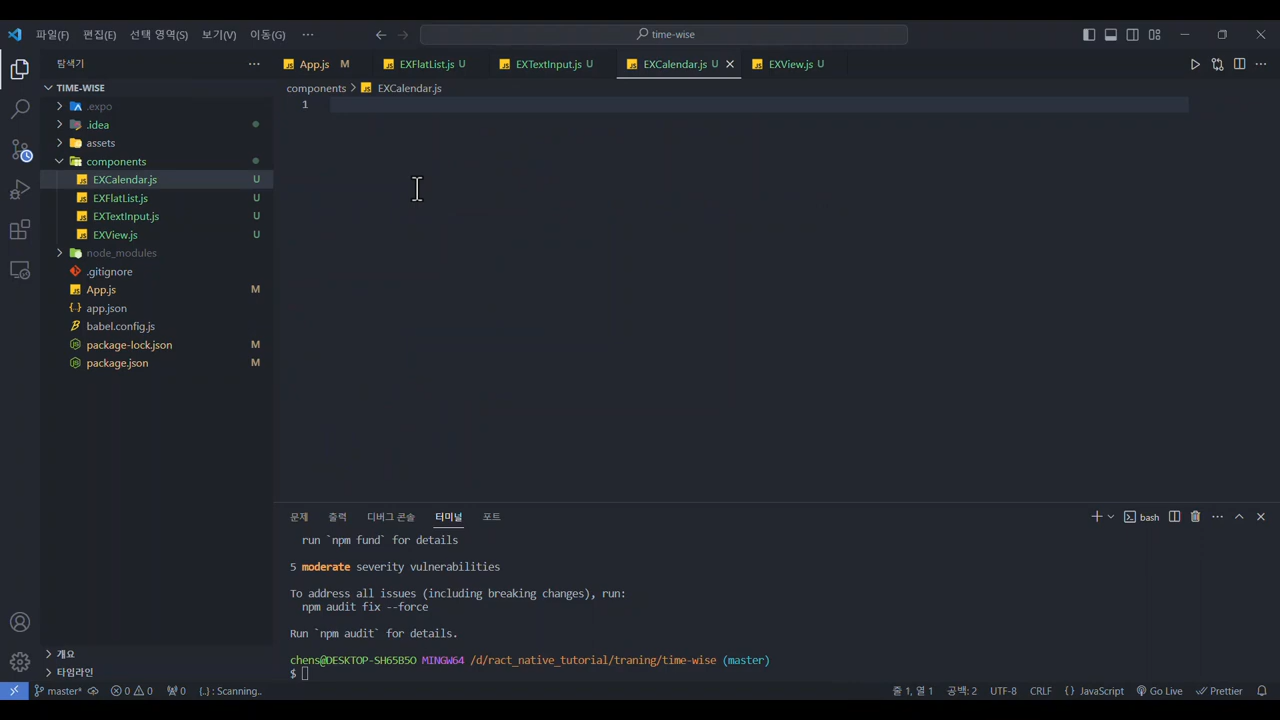 파일(F) 편집(E) 선택 영역(S) 보기(V) 이동(G) ··· time-wise
탐색기 ···
App.js M EXFlatList.js U EXTextInput.js U EXCalendar.js U EXView.js U
TIME-WISE
components > EXCalendar.js
.expo
1
.idea
assets
components
EXCalendar.js U
EXFlatList.js U
EXTextInput.js U
EXView.js U
node_modules
.gitignore
App.js M
app.json
babel.config.js
package-lock.json M
package.json M
문제 출력 디버그 콘솔 터미널 포트 bash
run `npm fund` for details
5 moderate severity vulnerabilities
To address all issues (including breaking changes), run:
npm audit fix --force
Run `npm audit` for details.
chens@DESKTOP-SH65B5O MINGW64 /d/ract_native_tutorial/traning/time-wise (master)
$
개요
타임라인
master* 0 0 0 {..} : Scanning.. 줄 1, 열 1 공백: 2 UTF-8 CRLF {} JavaScript Go Live Prettier